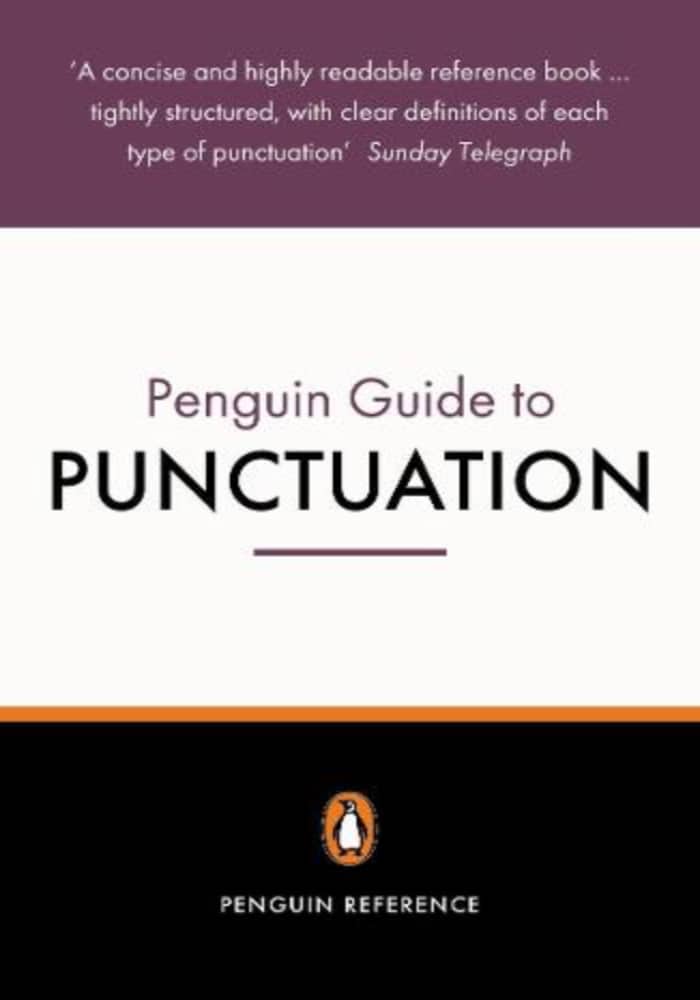 ‘A concise and highly readable reference book ...
tightly structured, with clear definitions of each
type of punctuation’ Sunday Telegraph
Penguin Guide to
PUNCTUATION
PENGUIN REFERENCE